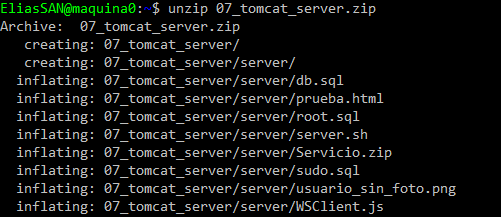 EliasSAN@maquina0:~$ unzip 07_tomcat_server.zip
Archive:  07_tomcat_server.zip
   creating: 07_tomcat_server/
   creating: 07_tomcat_server/server/
  inflating: 07_tomcat_server/server/db.sql
  inflating: 07_tomcat_server/server/prueba.html
  inflating: 07_tomcat_server/server/root.sql
  inflating: 07_tomcat_server/server/server.sh
  inflating: 07_tomcat_server/server/Servicio.zip
  inflating: 07_tomcat_server/server/sudo.sql
  inflating: 07_tomcat_server/server/usuario_sin_foto.png
  inflating: 07_tomcat_server/server/WSClient.js